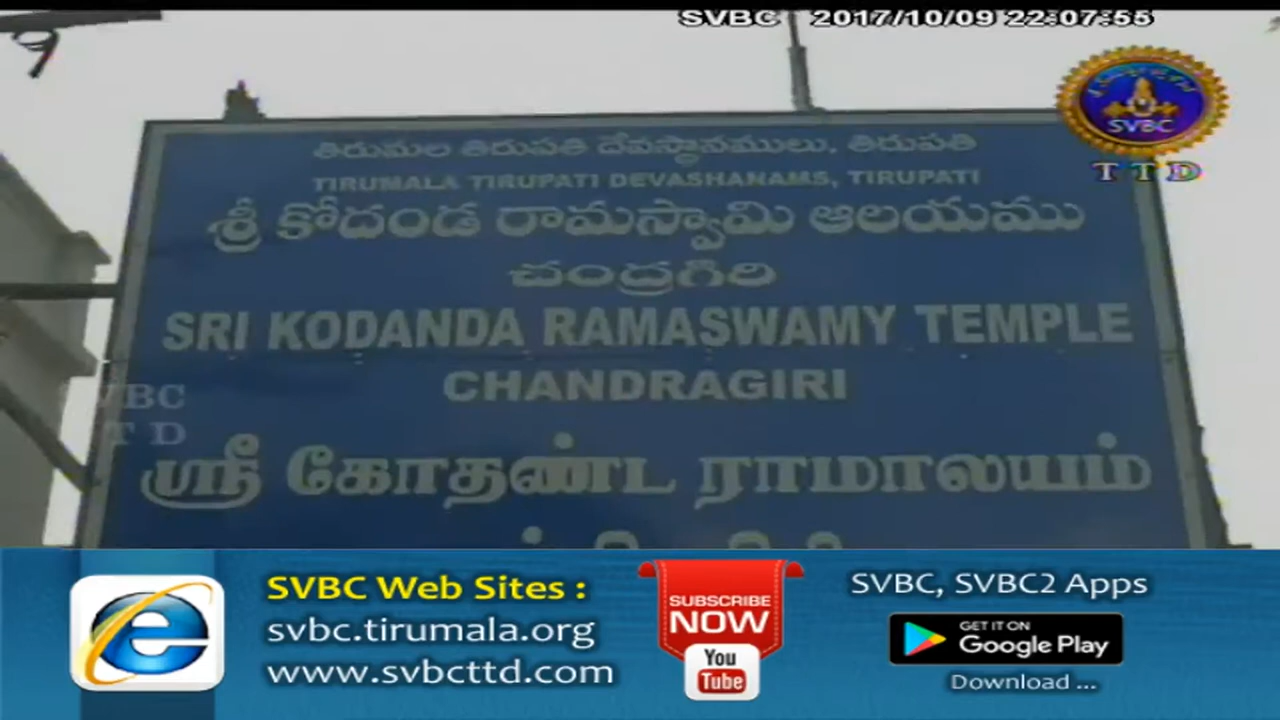 SVBC 2017/10/09 22:07:55
SVBC
TTD
తిరుమల తిరుపతి దేవస్థానములు, తిరుపతి
TIRUMALA TIRUPATI DEVASHANAMS, TIRUPATI
శ్రీ కోదండ రామస్వామి ఆలయము
చంద్రగిరి
SRI KODANDA RAMASWAMY TEMPLE
CHANDRAGIRI
VBC
T D
ஸ்ரீ கோதண்ட ராமாலயம்
SVBC Web Sites :
svbc.tirumala.org
www.svbcttd.com
SUBSCRIBE
NOW
You
Tube
SVBC, SVBC2 Apps
GET IT ON
Google Play
Download ...